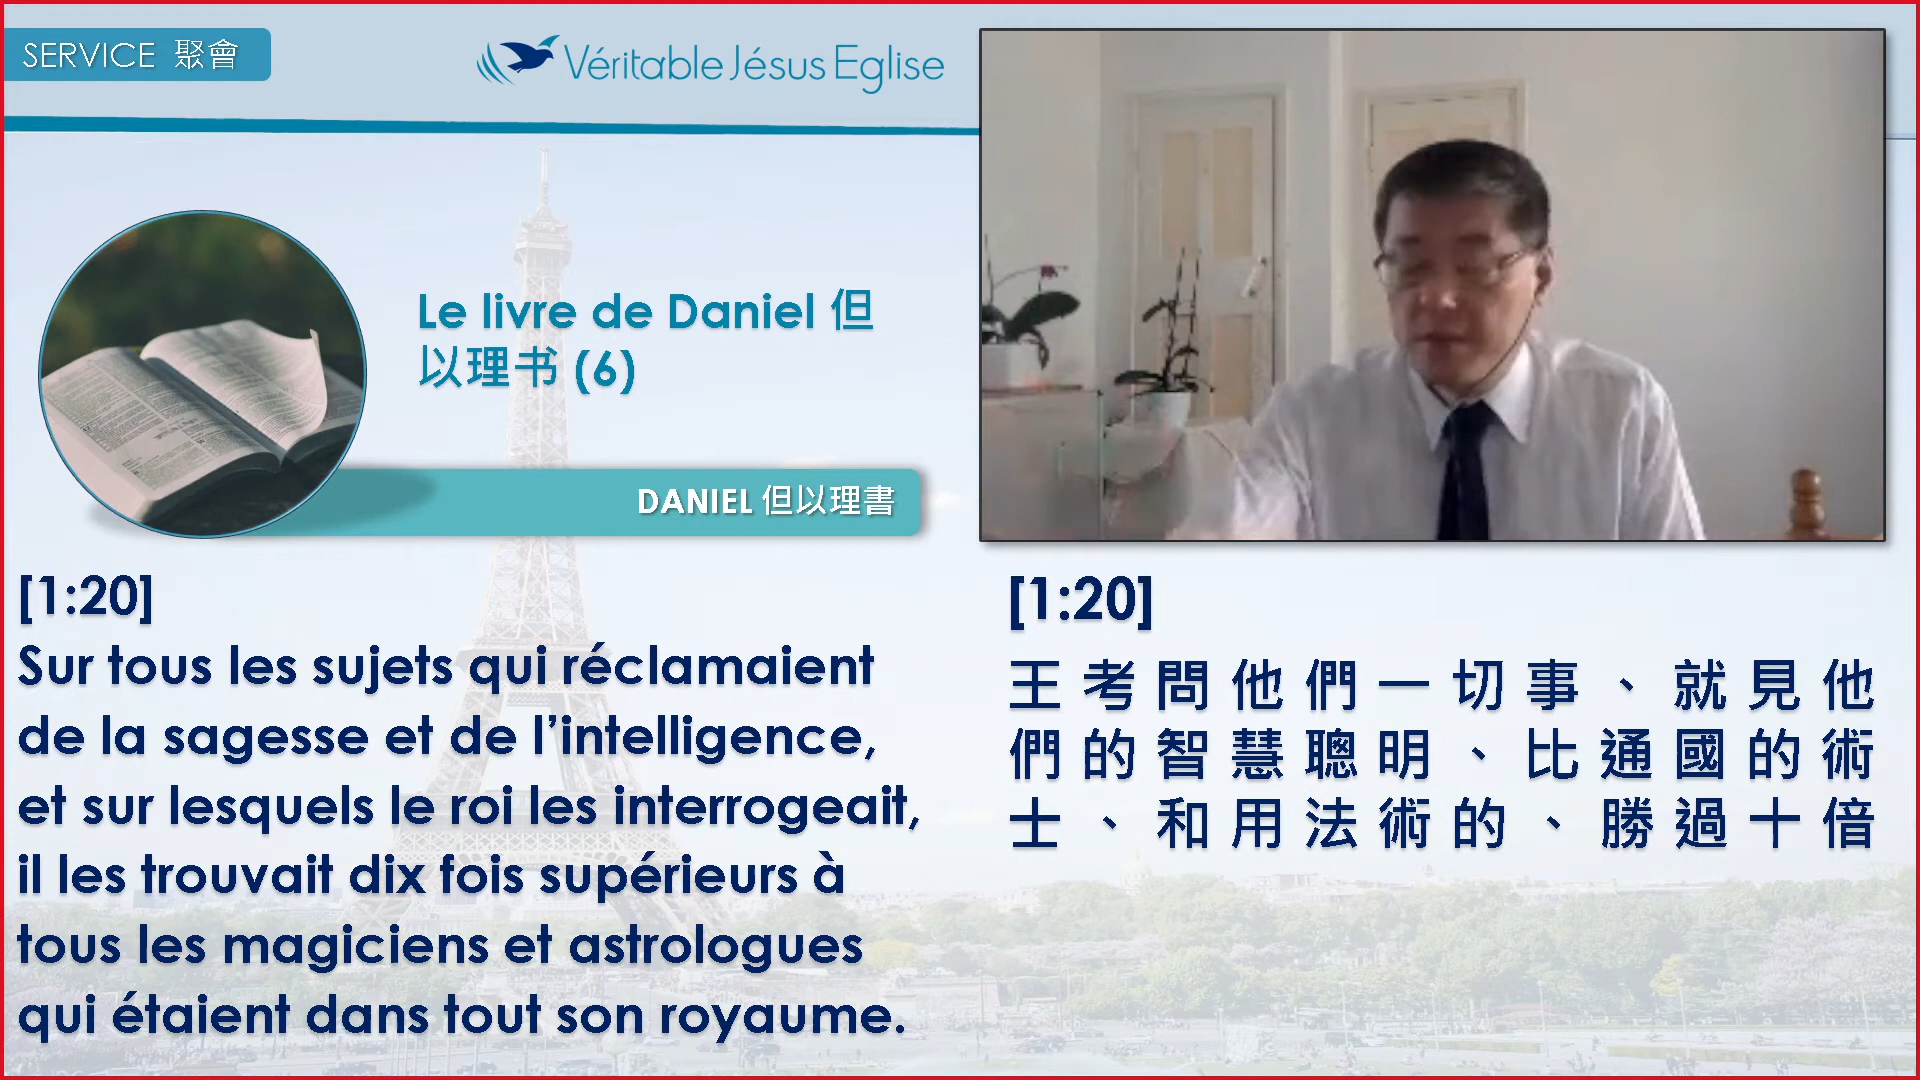 SERVICE 聚會
Véritable Jésus Eglise
Le livre de Daniel 但
以理书 (6)
DANIEL 但以理書
[1:20]
Sur tous les sujets qui réclamaient
de la sagesse et de l’intelligence,
et sur lesquels le roi les interrogeait,
il les trouvait dix fois supérieurs à
tous les magiciens et astrologues
qui étaient dans tout son royaume.
[1:20]
王考問他們一切事、就見他
們的智慧聰明、比通國的術
士、和用法術的、勝過十倍